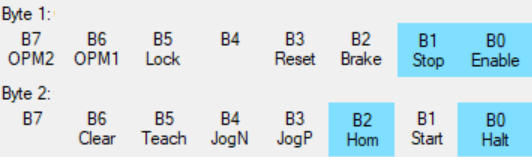 Byte 1:
B7 B6 B5 B4 B3 B2 B1 B0
OPM2 OPM1 Lock Reset Brake Stop Enable
Byte 2:
B7 B6 B5 B4 B3 B2 B1 B0
Clear Teach JogN JogP Hom Start Halt